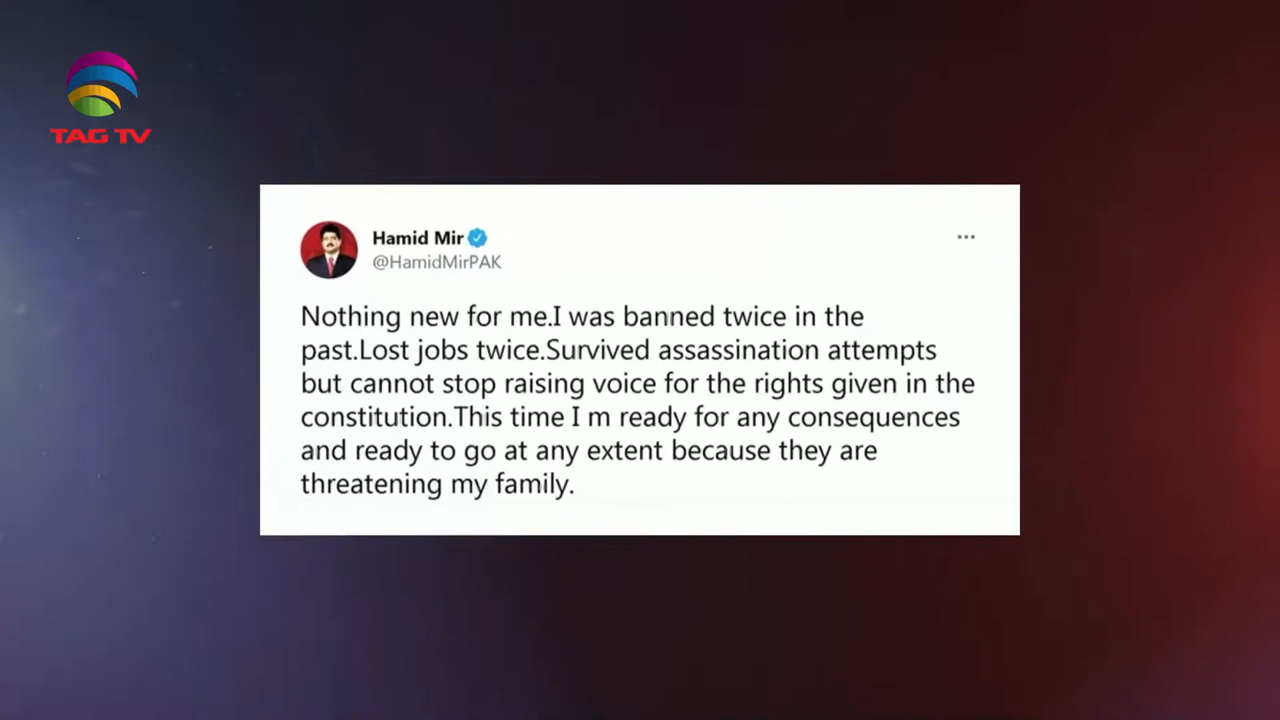 TAG TV
Hamid Mir
@HamidMirPAK
Nothing new for me.I was banned twice in the
past.Lost jobs twice.Survived assassination attempts
but cannot stop raising voice for the rights given in the
constitution.This time I m ready for any consequences
and ready to go at any extent because they are
threatening my family.